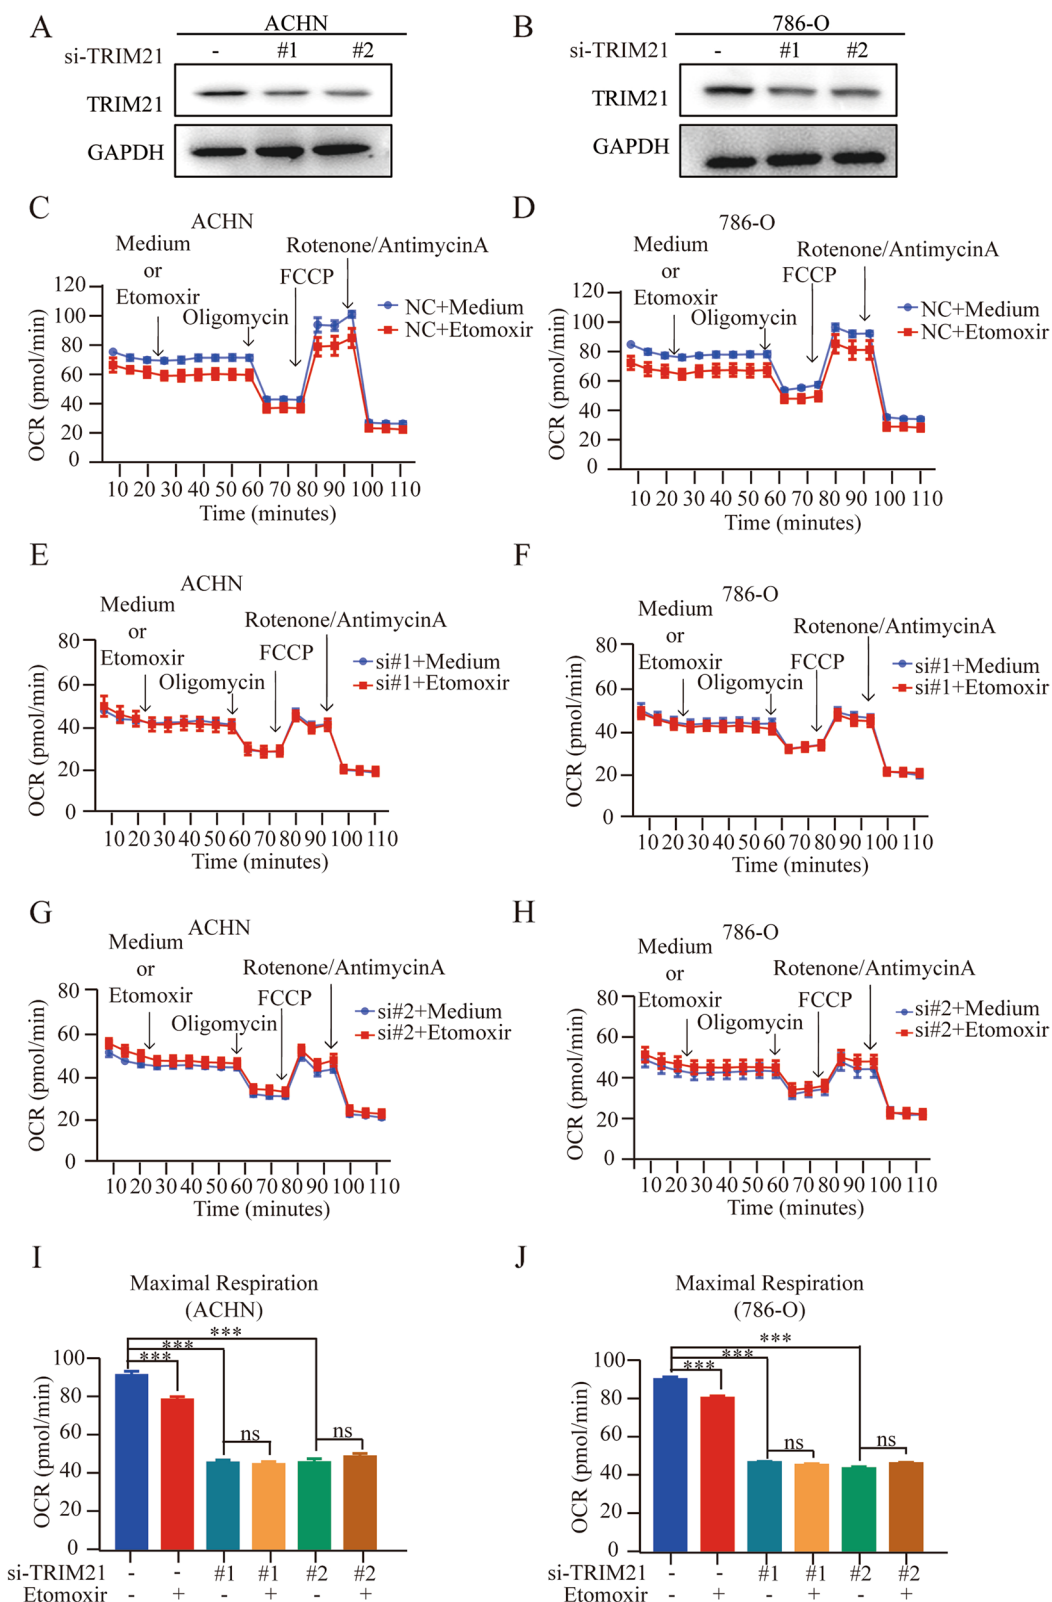 A
ACHN
si-TRIM21 - #1 #2
TRIM21
GAPDH
B
786-O
si-TRIM21 - #1 #2
TRIM21
GAPDH
C
ACHN
Medium
or
Etomoxir
Oligomycin
FCCP
Rotenone/AntimycinA
NC+Medium
NC+Etomoxir
OCR (pmol/min)
120
100
80
60
40
20
0
10 20 30 40 50 60 70 80 90 100 110
Time (minutes)
D
786-O
Medium
or
Etomoxir
Oligomycin
FCCP
Rotenone/AntimycinA
NC+Medium
NC+Etomoxir
OCR (pmol/min)
120
100
80
60
40
20
0
10 20 30 40 50 60 70 80 90 100 110
Time (minutes)
E
ACHN
Medium
or
Etomoxir
Oligomycin
FCCP
Rotenone/AntimycinA
si#1+Medium
si#1+Etomoxir
OCR (pmol/min)
80
60
40
20
0
10 20 30 40 50 60 70 80 90 100 110
Time (minutes)
F
786-O
Medium
or
Etomoxir
Oligomycin
FCCP
Rotenone/AntimycinA
si#1+Medium
si#1+Etomoxir
OCR (pmol/min)
80
60
40
20
0
10 20 30 40 50 60 70 80 90 100 110
Time (minutes)
G
ACHN
Medium
or
Etomoxir
Oligomycin
FCCP
Rotenone/AntimycinA
si#2+Medium
si#2+Etomoxir
OCR (pmol/min)
80
60
40
20
0
10 20 30 40 50 60 70 80 90 100 110
Time (minutes)
H
786-O
Medium
or
Etomoxir
Oligomycin
FCCP
Rotenone/AntimycinA
si#2+Medium
si#2+Etomoxir
OCR (pmol/min)
80
60
40
20
0
10 20 30 40 50 60 70 80 90 100 110
Time (minutes)
I
Maximal Respiration
(ACHN)
***
***
***
ns
ns
OCR (pmol/min)
100
80
60
40
20
0
si-TRIM21 - - #1 #1 #2 #2
Etomoxir - + - + - +
J
Maximal Respiration
(786-O)
***
***
***
ns
ns
OCR (pmol/min)
100
80
60
40
20
0
si-TRIM21 - - #1 #1 #2 #2
Etomoxir - + - + - +